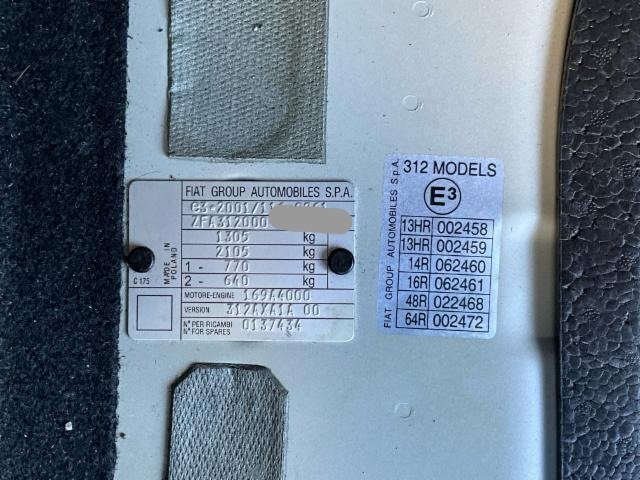 FIAT GROUP AUTOMOBILES S.P.A.
ZFA312000
1305 kg
2105 kg
1 - 770 kg
2 - 640 kg
MOTORE-ENGINE 169A4000
VERSION 312AXA1A 00
N° PER RICAMBI
N° FOR SPARES 0137434
C 175
MADE IN
POLAND
FIAT GROUP AUTOMOBILES S.p.A.
312 MODELS
E3
13HR 002458
13HR 002459
14R 062460
16R 062461
48R 022468
64R 002472